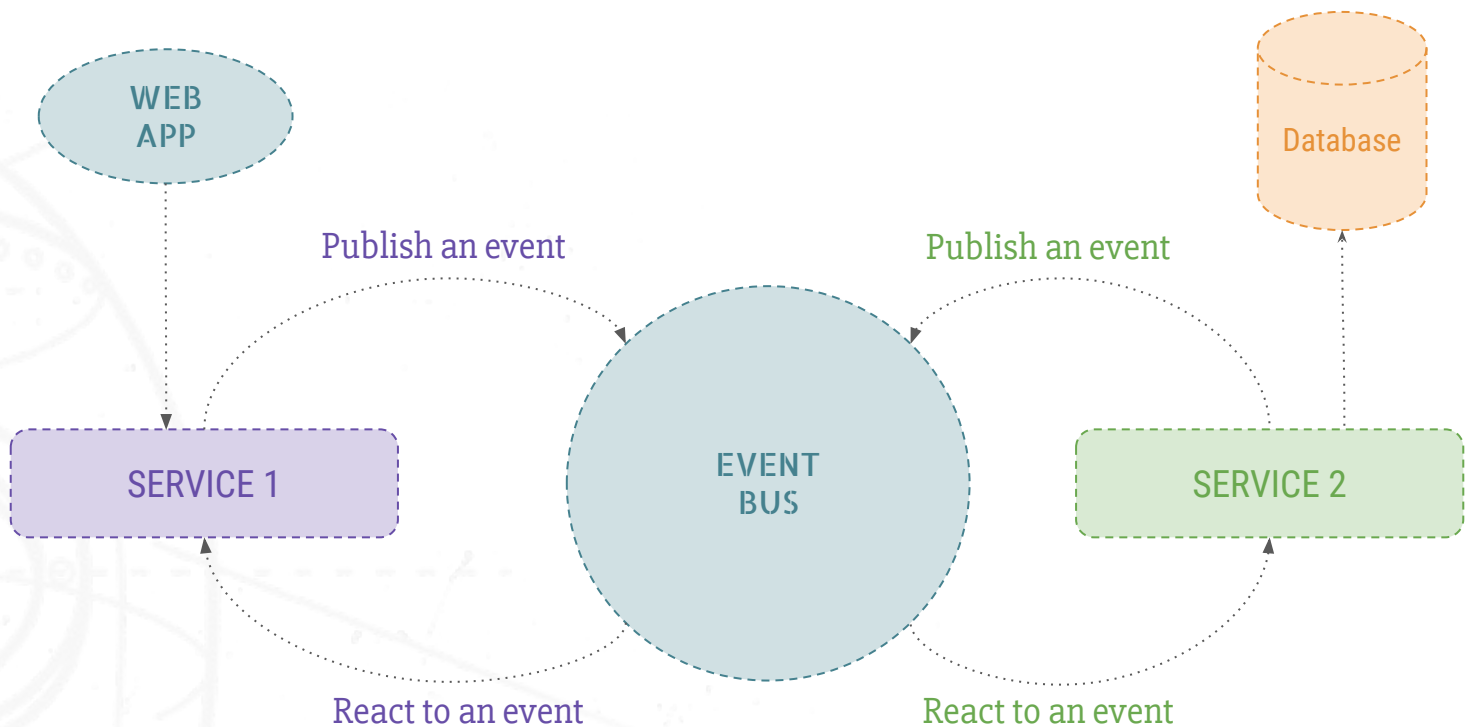 WEB
APP
Database
Publish an event
Publish an event
SERVICE 1
EVENT
BUS
SERVICE 2
React to an event
React to an event